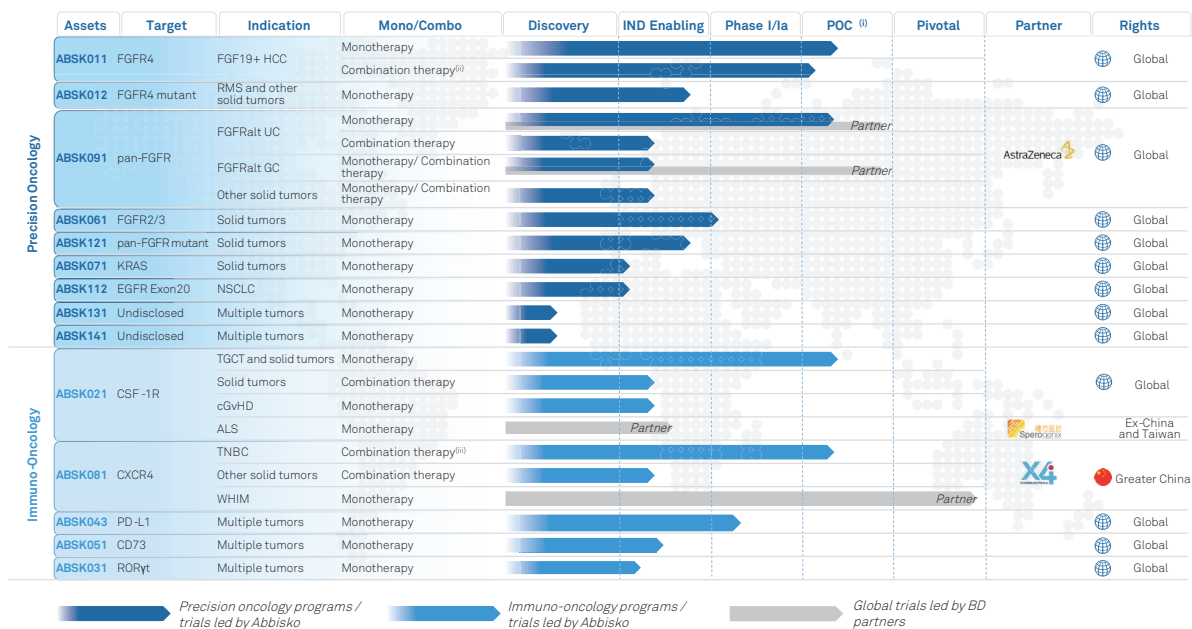 Assets Target Indication Mono/Combo Discovery IND Enabling Phase I/Ia POC (i) Pivotal Partner Rights
Precision Oncology
ABSK011 FGFR4 FGF19+ HCC Monotherapy Global
Combination therapy(ii)
ABSK012 FGFR4 mutant RMS and other solid tumors Monotherapy Global
ABSK091 pan-FGFR FGFRalt UC Monotherapy Partner AstraZeneca Global
Combination therapy
FGFRalt GC Monotherapy/ Combination therapy Partner
Other solid tumors Monotherapy/ Combination therapy
ABSK061 FGFR2/3 Solid tumors Monotherapy Global
ABSK121 pan-FGFR mutant Solid tumors Monotherapy Global
ABSK071 KRAS Solid tumors Monotherapy Global
ABSK112 EGFR Exon20 NSCLC Monotherapy Global
ABSK131 Undisclosed Multiple tumors Monotherapy Global
ABSK141 Undisclosed Multiple tumors Monotherapy Global
Immuno-Oncology
ABSK021 CSF-1R TGCT and solid tumors Monotherapy Global
Solid tumors Combination therapy
cGvHD Monotherapy
ALS Monotherapy Partner Sperogenix Ex-China and Taiwan
ABSK081 CXCR4 TNBC Combination therapy(iii) X4 Greater China
Other solid tumors Combination therapy
WHIM Monotherapy Partner
ABSK043 PD-L1 Multiple tumors Monotherapy Global
ABSK051 CD73 Multiple tumors Monotherapy Global
ABSK031 RORγt Multiple tumors Monotherapy Global
Precision oncology programs /
trials led by Abbisko
Immuno-oncology programs /
trials led by Abbisko
Global trials led by BD
partners